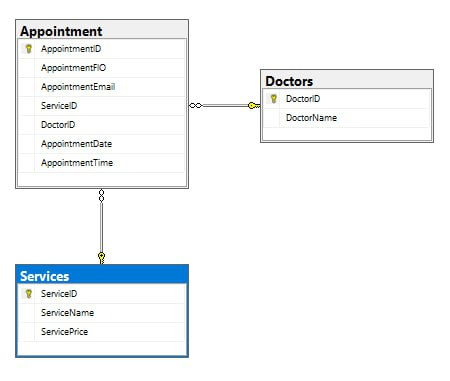 Appointment
AppointmentID
AppointmentFIO
AppointmentEmail
ServiceID
DoctorID
AppointmentDate
AppointmentTime
Doctors
DoctorID
DoctorName
Services
ServiceID
ServiceName
ServicePrice